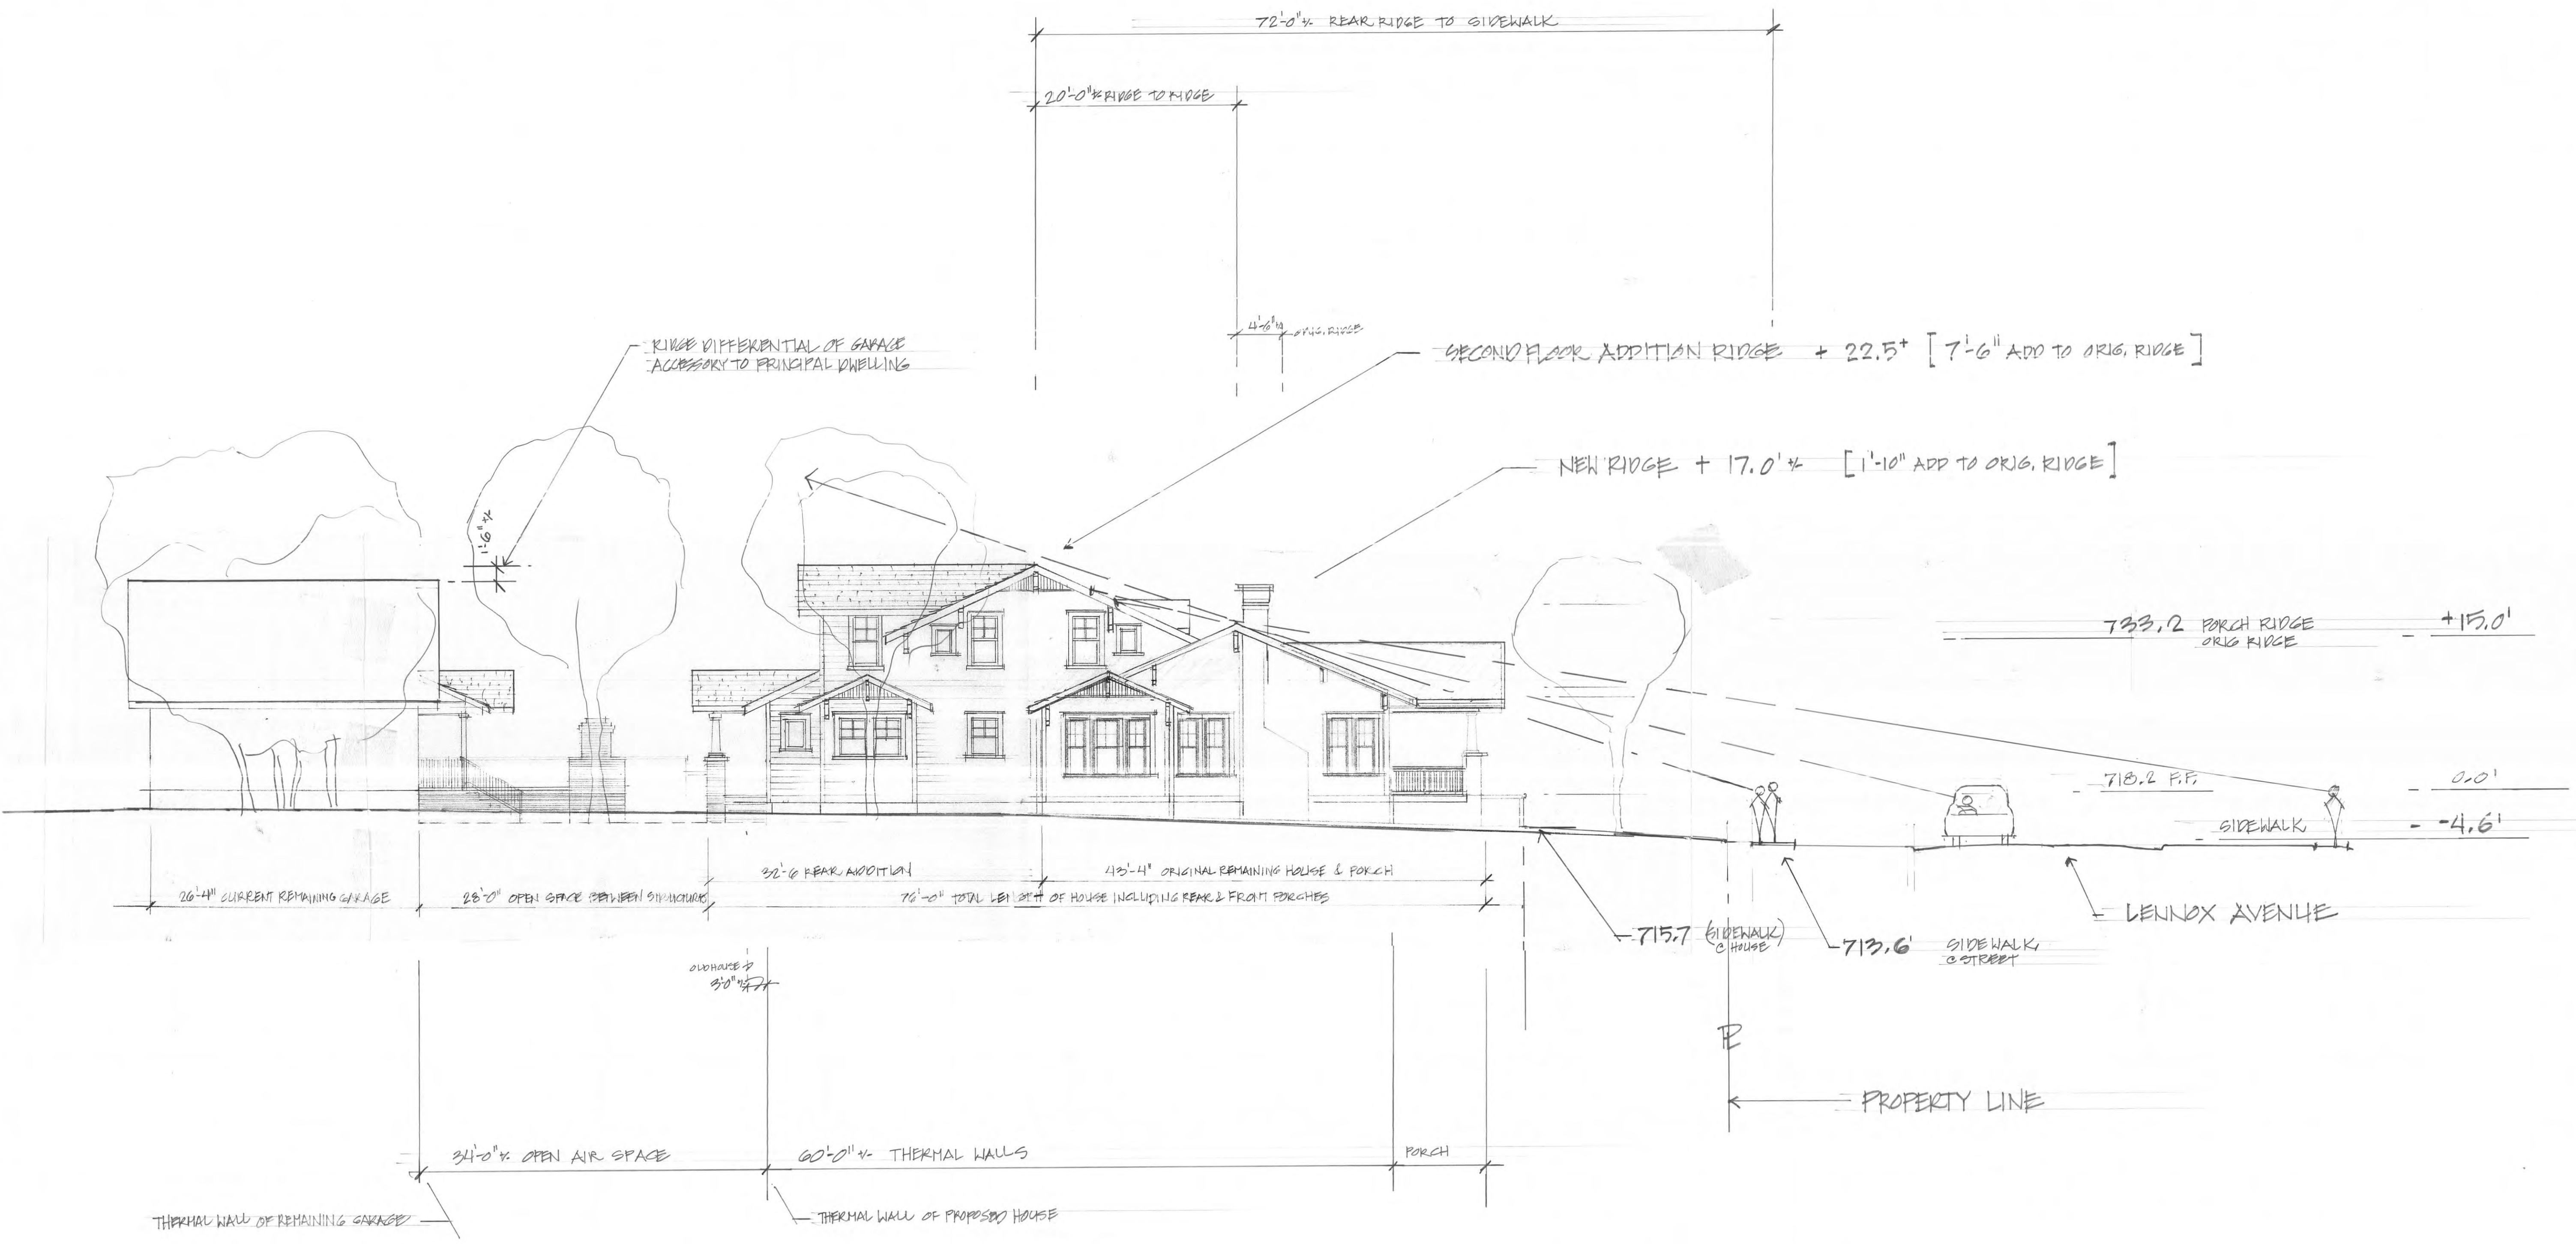 72'-0" +/- REAR RIDGE TO SIDEWALK
20'-0" +/- RIDGE TO RIDGE
4'-6" +/- ORIG. RIDGE
RIDGE DIFFERENTIAL OF GARAGE
ACCESSORY TO PRINCIPAL DWELLING
SECOND FLOOR ADDITION RIDGE + 22.5+ [7'-6" ADD TO ORIG. RIDGE]
NEW RIDGE + 17.0' +/- [1'-10" ADD TO ORIG. RIDGE]
1'-6" +/-
733.2 PORCH RIDGE +15.0'
ORIG RIDGE
718.2 F.F. 0.0'
SIDEWALK -4.6'
32'-6 REAR ADDITION
43'-4" ORIGINAL REMAINING HOUSE & PORCH
26'-4" CURRENT REMAINING GARAGE
28'-0" OPEN SPACE BETWEEN STRUCTURE
76'-0" TOTAL LENGTH OF HOUSE INCLUDING REAR & FRONT PORCHES
LENNOX AVENUE
715.7 (SIDEWALK)
@ HOUSE
713.6' SIDEWALK
@ STREET
OLD HOUSE
3'-0" +/-
PL
PROPERTY LINE
34'-0" +/- OPEN AIR SPACE
60'-0" +/- THERMAL WALLS
PORCH
THERMAL WALL OF REMAINING GARAGE
THERMAL WALL OF PROPOSED HOUSE